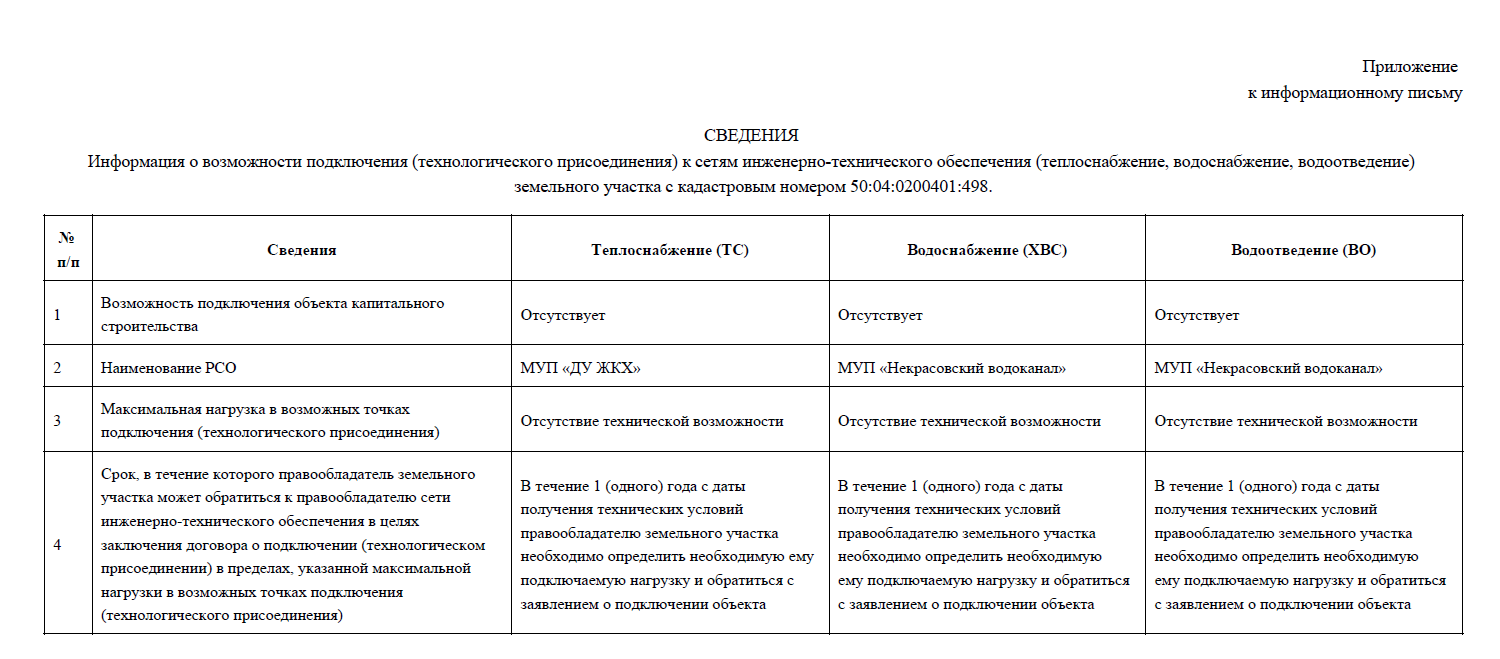 Приложение
к информационному письму
СВЕДЕНИЯ
Информация о возможности подключения (технологического присоединения) к сетям инженерно-технического обеспечения (теплоснабжение, водоснабжение, водоотведение)
земельного участка с кадастровым номером 50:04:0200401:498.
№
п/п
Сведения
Теплоснабжение (ТС)
Водоснабжение (ХВС)
Водоотведение (ВО)
1
Возможность подключения объекта капитального
строительства
Отсутствует
Отсутствует
Отсутствует
2
Наименование РСО
МУП «ДУ ЖКХ»
МУП «Некрасовский водоканал»
МУП «Некрасовский водоканал»
3
Максимальная нагрузка в возможных точках
подключения (технологического присоединения)
Отсутствие технической возможности
Отсутствие технической возможности
Отсутствие технической возможности
4
Срок, в течение которого правообладатель земельного
участка может обратиться к правообладателю сети
инженерно-технического обеспечения в целях
заключения договора о подключении (технологическом
присоединении) в пределах, указанной максимальной
нагрузки в возможных точках подключения
(технологического присоединения)
В течение 1 (одного) года с даты
получения технических условий
правообладателю земельного участка
необходимо определить необходимую ему
подключаемую нагрузку и обратиться с
заявлением о подключении объекта
В течение 1 (одного) года с даты
получения технических условий
правообладателю земельного участка
необходимо определить необходимую
ему подключаемую нагрузку и обратиться
с заявлением о подключении объекта
В течение 1 (одного) года с даты
получения технических условий
правообладателю земельного участка
необходимо определить необходимую
ему подключаемую нагрузку и обратиться
с заявлением о подключении объекта